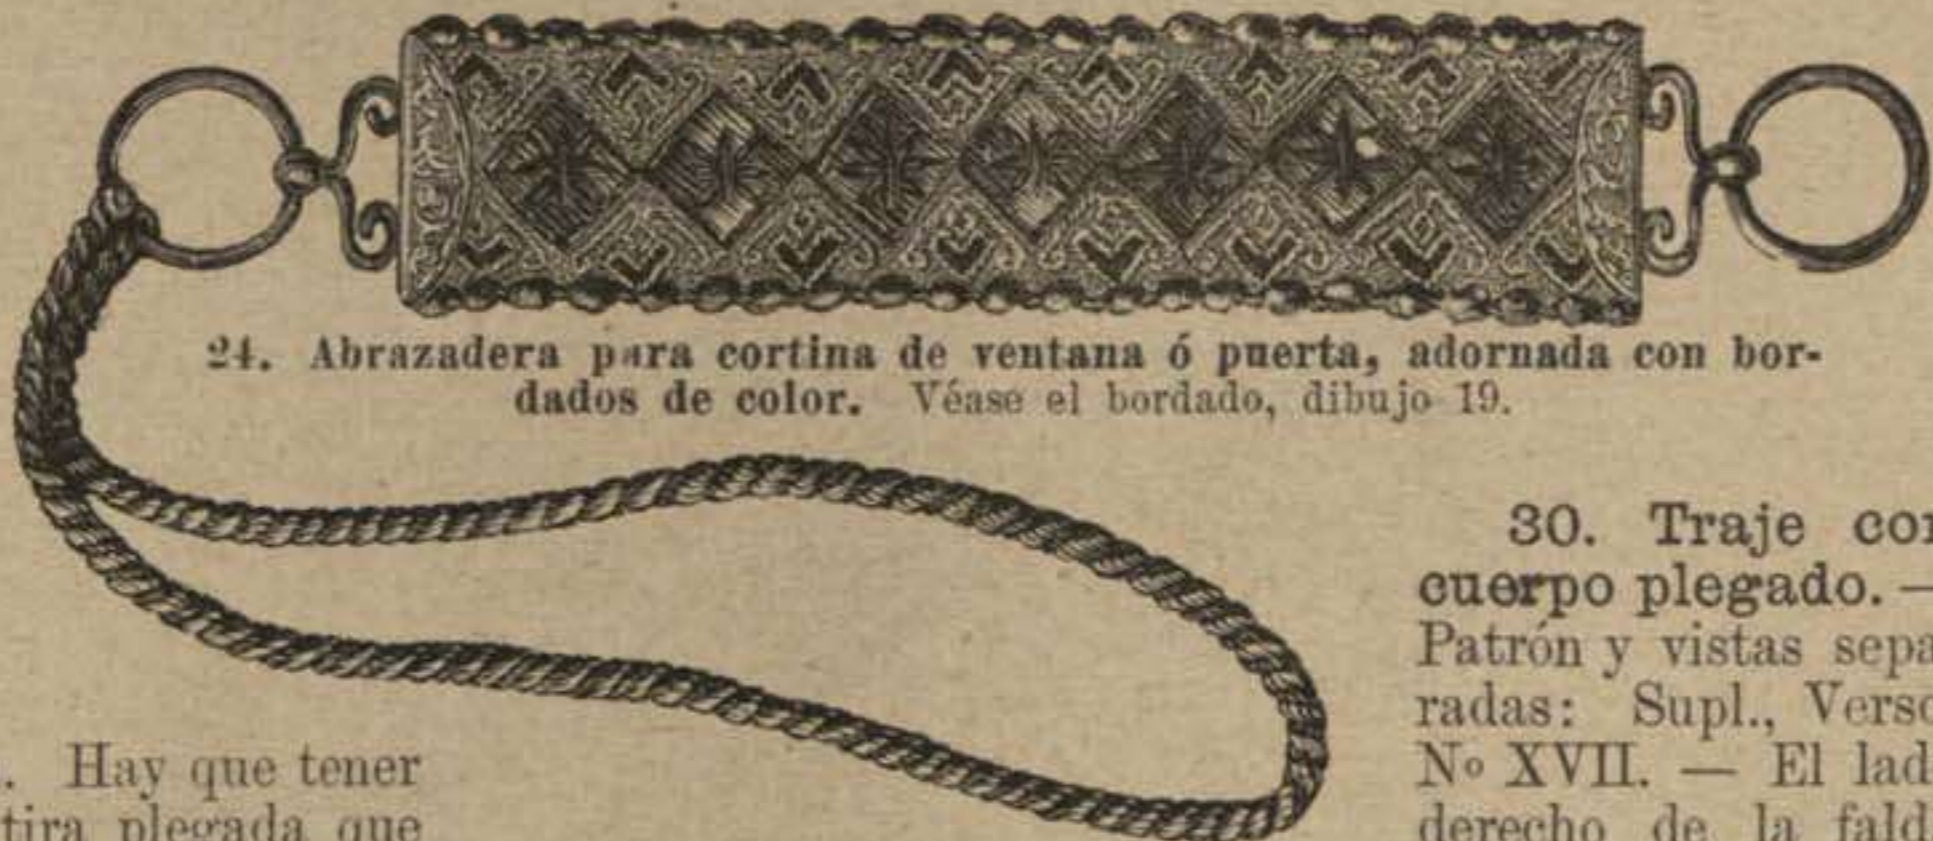 24. Abrazadera para cortina de ventana ó puerta, adornada con bor-
dados de color. Véase el bordado, dibujo 19.
. Hay que tener
tira plegada que
30. Traje con
cuerpo plegado. —
Patrón y vistas sepa
radas: Supl., Verso
Nº XVII. — El lad
derecho de la fald